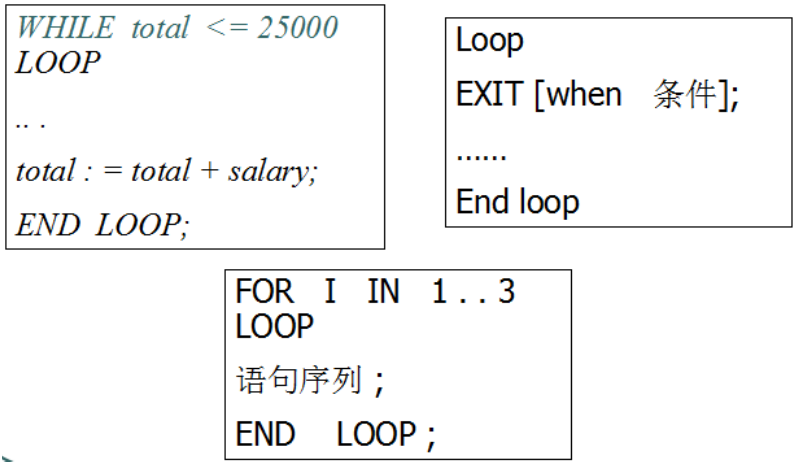 WHILE total <= 25000
LOOP
.. .
total : = total + salary;
END LOOP;
Loop
EXIT [when 条件];
......
End loop
FOR I IN 1 . . 3
LOOP
语句序列 ;
END LOOP ;